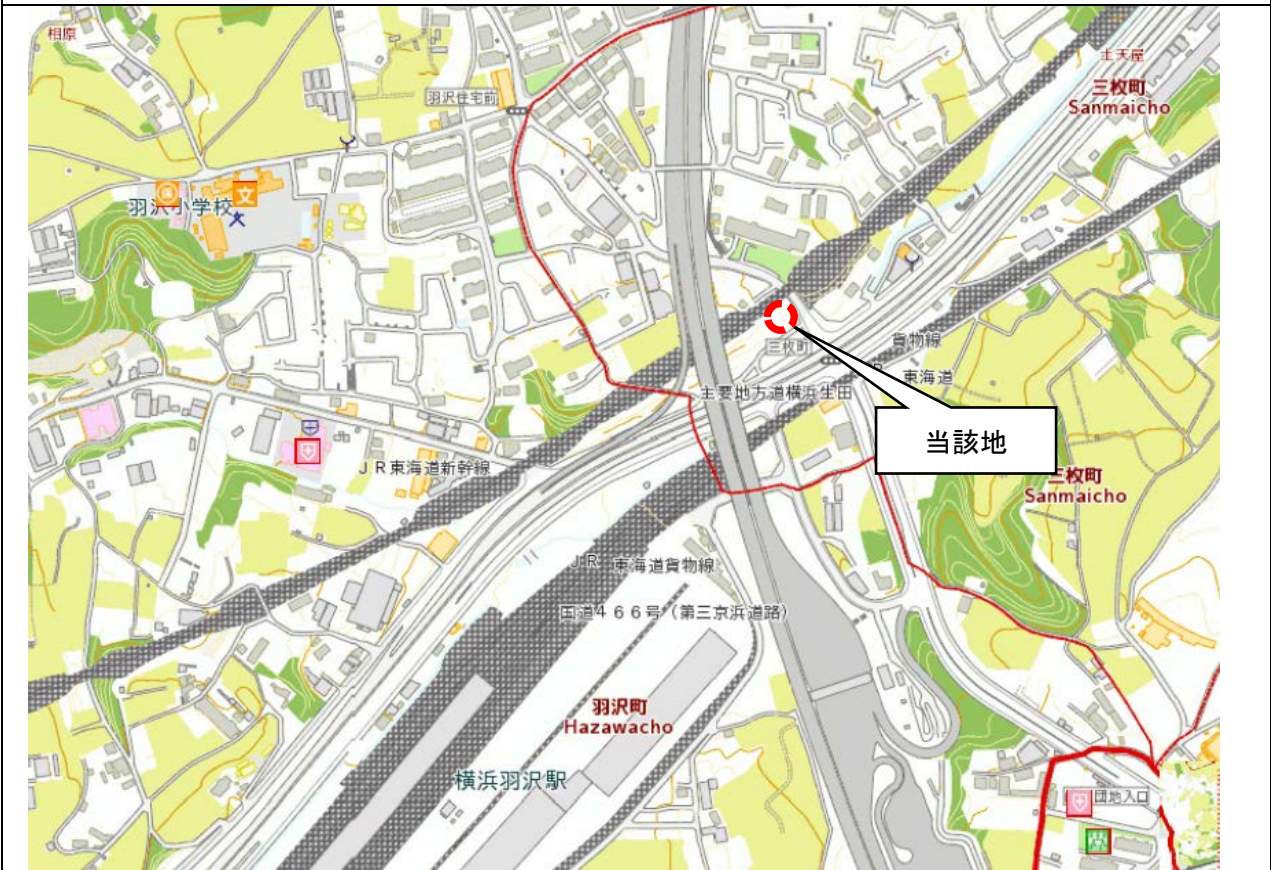 相原
羽沢住宅前
土天屋
三枚町
Sanmaicho
文
羽沢小学校
三枚町
貨物線
東海道
主要地方道横浜生田
当該地
JR東海道新幹線
三枚町
Sanmaicho
JR 東海道貨物線
国道466号(第三京浜道路)
羽沢町
Hazawacho
横浜羽沢駅
団地入口